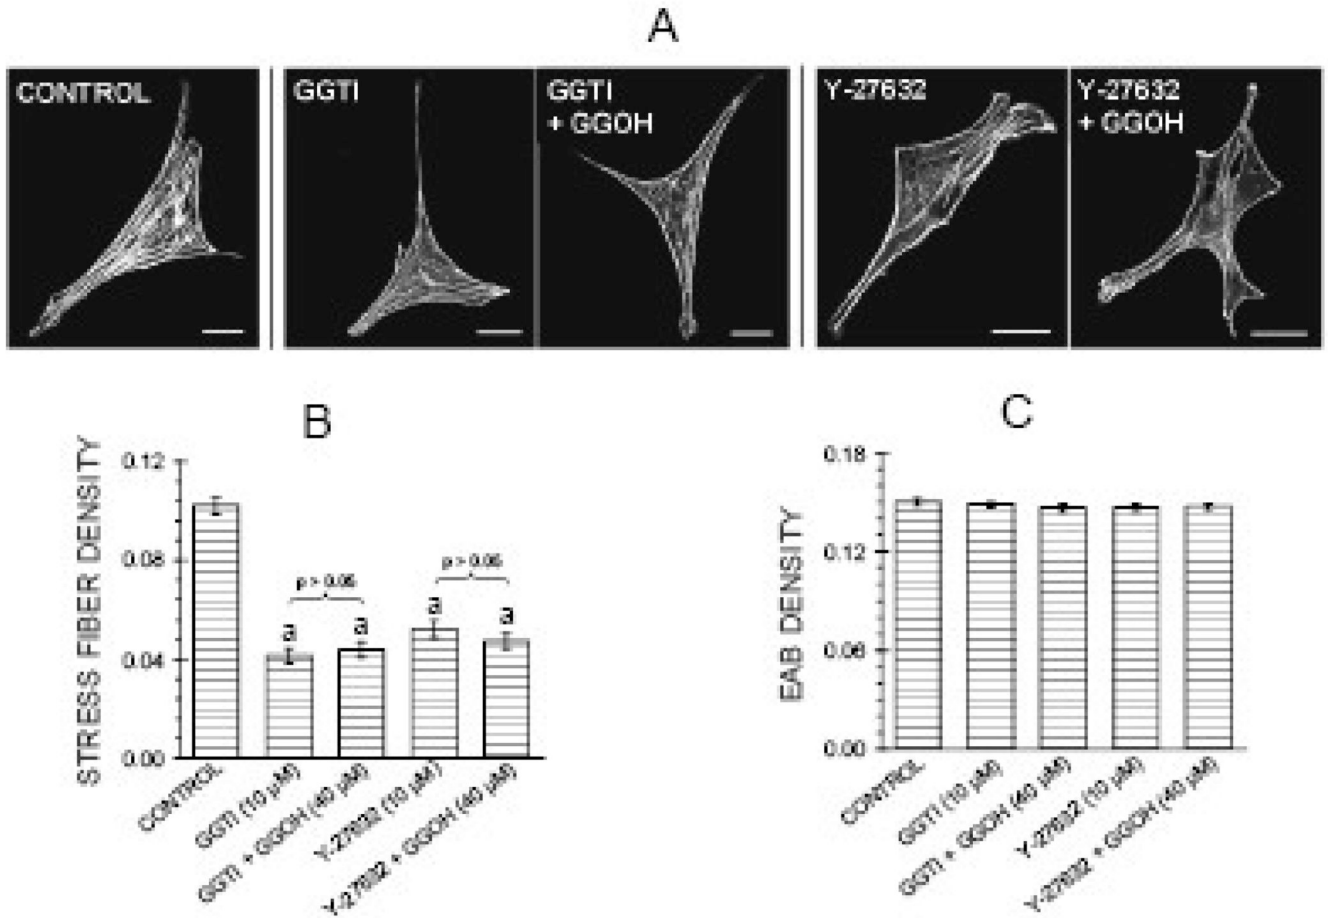 A
CONTROL
GGTI
GGTI
+ GGOH
Y-27632
Y-27632
+ GGOH
B
STRESS FIBER DENSITY
0.12
0.08
0.04
0.00
p > 0.05
p > 0.05
a
a
a
a
CONTROL
GGTI (10 µM)
GGTI + GGOH (40 µM)
Y-27632 (10 µM)
Y-27632 + GGOH (40 µM)
C
EAB DENSITY
0.18
0.12
0.06
0.00
CONTROL
GGTI (10 µM)
GGTI + GGOH (40 µM)
Y-27632 (10 µM)
Y-27632 + GGOH (40 µM)